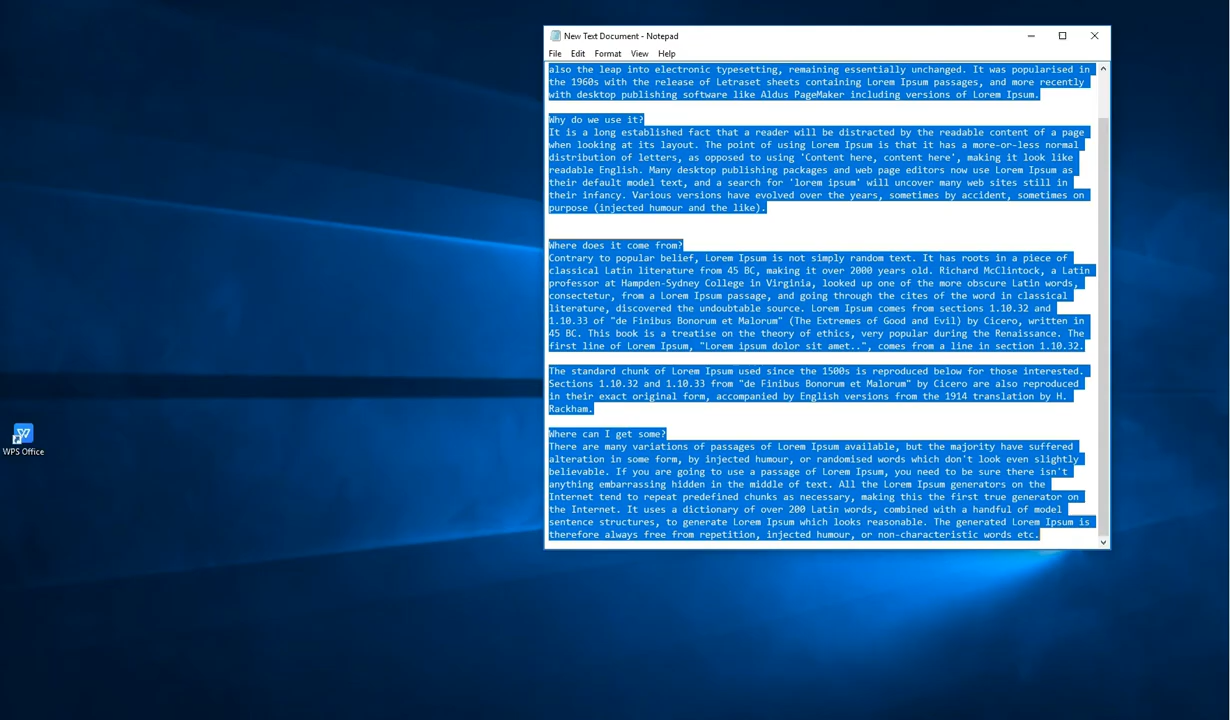 New Text Document - Notepad
File Edit Format View Help
also the leap into electronic typesetting, remaining essentially unchanged. It was popularised in
the 1960s with the release of Letraset sheets containing Lorem Ipsum passages, and more recently
with desktop publishing software like Aldus PageMaker including versions of Lorem Ipsum.
Why do we use it?
It is a long established fact that a reader will be distracted by the readable content of a page
when looking at its layout. The point of using Lorem Ipsum is that it has a more-or-less normal
distribution of letters, as opposed to using 'Content here, content here', making it look like
readable English. Many desktop publishing packages and web page editors now use Lorem Ipsum as
their default model text, and a search for 'lorem ipsum' will uncover many web sites still in
their infancy. Various versions have evolved over the years, sometimes by accident, sometimes on
purpose (injected humour and the like).
Where does it come from?
Contrary to popular belief, Lorem Ipsum is not simply random text. It has roots in a piece of
classical Latin literature from 45 BC, making it over 2000 years old. Richard McClintock, a Latin
professor at Hampden-Sydney College in Virginia, looked up one of the more obscure Latin words,
consectetur, from a Lorem Ipsum passage, and going through the cites of the word in classical
literature, discovered the undoubtable source. Lorem Ipsum comes from sections 1.10.32 and
1.10.33 of "de Finibus Bonorum et Malorum" (The Extremes of Good and Evil) by Cicero, written in
45 BC. This book is a treatise on the theory of ethics, very popular during the Renaissance. The
first line of Lorem Ipsum, "Lorem ipsum dolor sit amet..", comes from a line in section 1.10.32.
The standard chunk of Lorem Ipsum used since the 1500s is reproduced below for those interested.
Sections 1.10.32 and 1.10.33 from "de Finibus Bonorum et Malorum" by Cicero are also reproduced
in their exact original form, accompanied by English versions from the 1914 translation by H.
Rackham.
Where can I get some?
There are many variations of passages of Lorem Ipsum available, but the majority have suffered
alteration in some form, by injected humour, or randomised words which don't look even slightly
believable. If you are going to use a passage of Lorem Ipsum, you need to be sure there isn't
anything embarrassing hidden in the middle of text. All the Lorem Ipsum generators on the
Internet tend to repeat predefined chunks as necessary, making this the first true generator on
the Internet. It uses a dictionary of over 200 Latin words, combined with a handful of model
sentence structures, to generate Lorem Ipsum which looks reasonable. The generated Lorem Ipsum is
therefore always free from repetition, injected humour, or non-characteristic words etc.
WPS Office